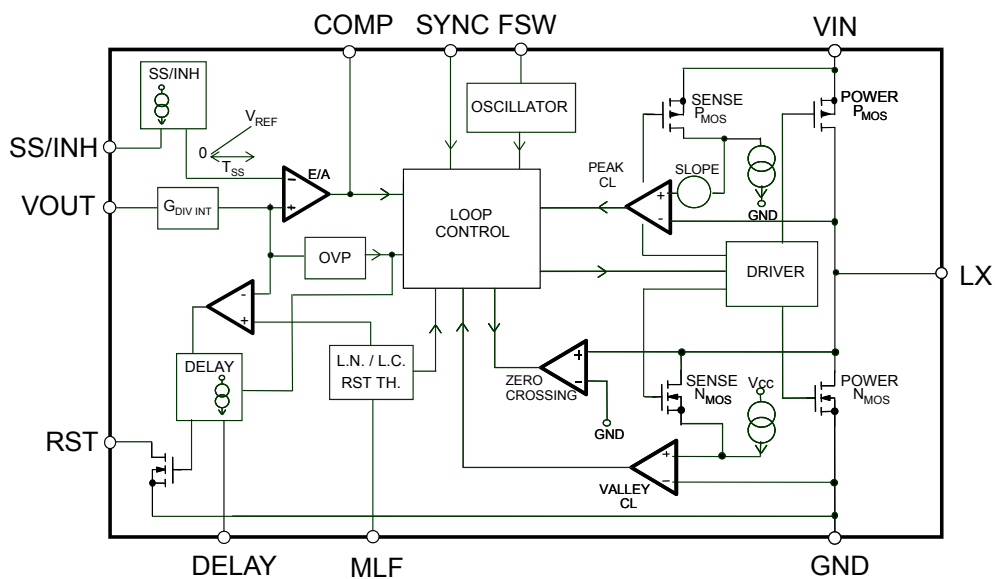 COMP SYNC FSW VIN
SS/INH
V_REF
0
T_SS
OSCILLATOR
SENSE
P_MOS
POWER
P_MOS
SS/INH
E/A
-
+
PEAK
CL
SLOPE
+
-
GND
VOUT
G_DIV INT
LOOP
CONTROL
OVP
DRIVER
LX
-
+
DELAY
L.N. / L.C.
RST TH.
ZERO
CROSSING
+
-
GND
SENSE
N_MOS
Vcc
POWER
N_MOS
RST
VALLEY
CL
+
-
DELAY MLF GND